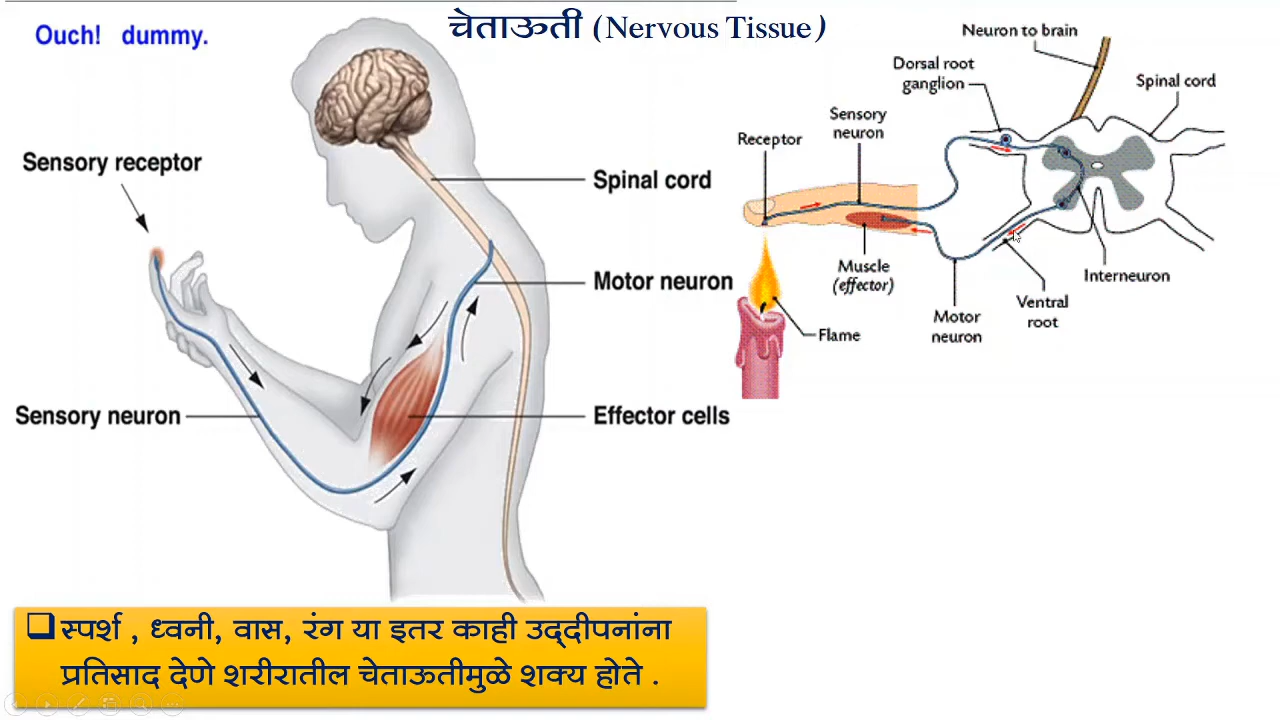 चेताऊती (Nervous Tissue)
Ouch! dummy.
Sensory receptor
Spinal cord
Motor neuron
Sensory neuron
Effector cells
Neuron to brain
Dorsal root
ganglion
Spinal cord
Sensory
neuron
Receptor
Muscle
(effector)
Interneuron
Ventral
root
Motor
neuron
Flame
स्पर्श , ध्वनी, वास, रंग या इतर काही उद्दीपनांना
प्रतिसाद देणे शरीरातील चेताऊतीमुळे शक्य होते .